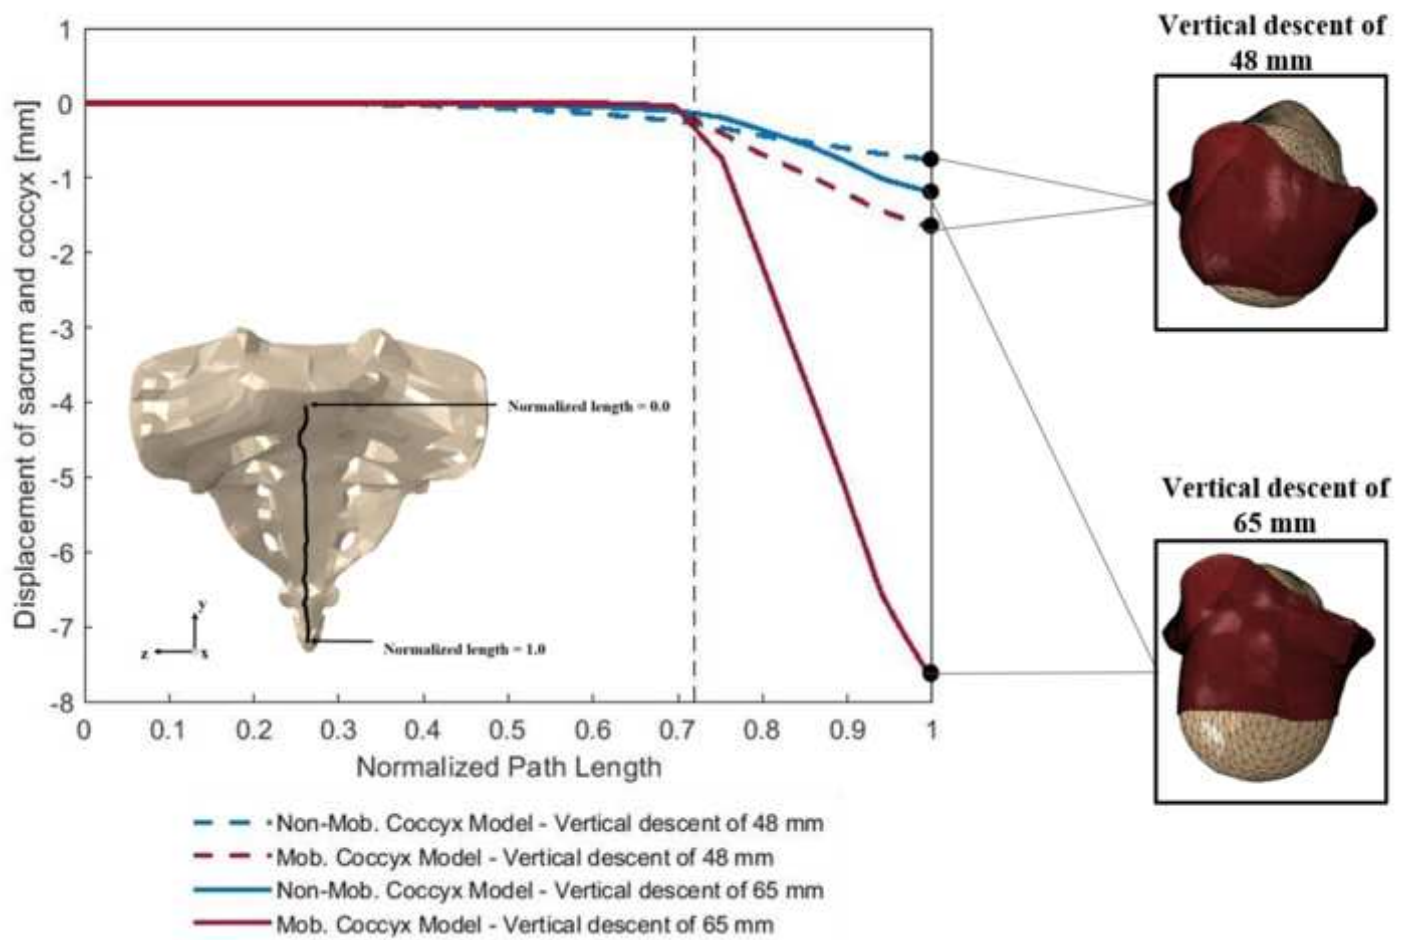 Vertical descent of
48 mm
1
0
-1
-2
-3
-4
-5
-6
-7
-8
Displacement of sacrum and coccyx [mm]
Normalized length = 0.0
Normalized length = 1.0
y
z
x
Vertical descent of
65 mm
0 0.1 0.2 0.3 0.4 0.5 0.6 0.7 0.8 0.9 1
Normalized Path Length
Non-Mob. Coccyx Model - Vertical descent of 48 mm
Mob. Coccyx Model - Vertical descent of 48 mm
Non-Mob. Coccyx Model - Vertical descent of 65 mm
Mob. Coccyx Model - Vertical descent of 65 mm